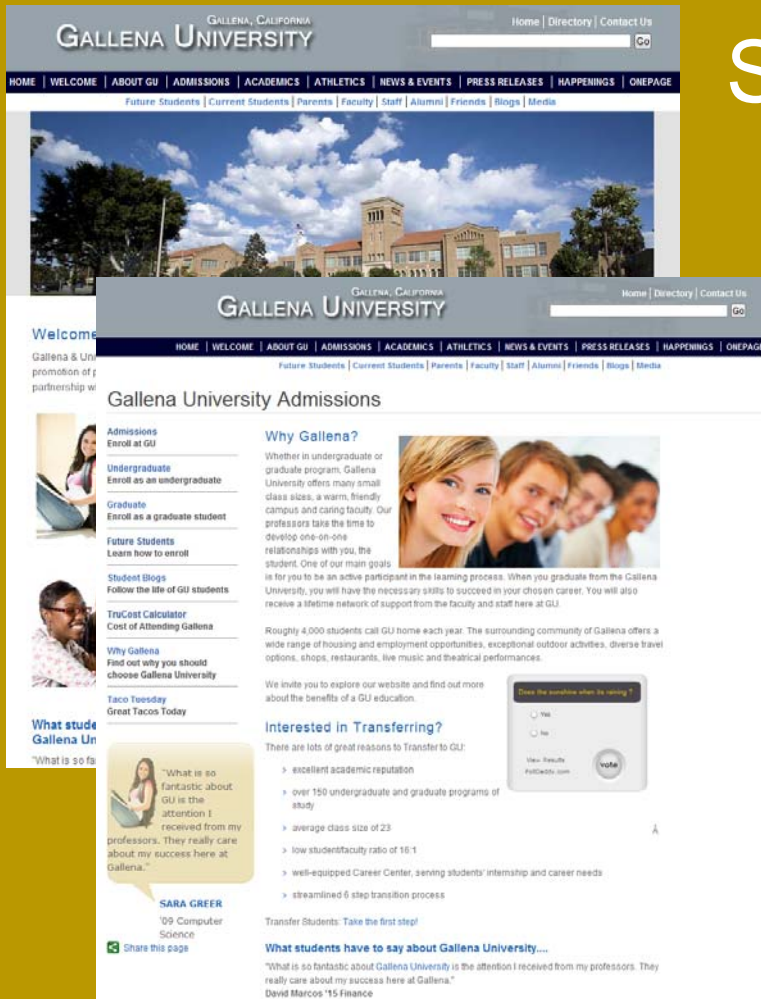 S
GALLENA, CALIFORNIA
GALLENA UNIVERSITY
Home | Directory | Contact Us
Go
HOME | WELCOME | ABOUT GU | ADMISSIONS | ACADEMICS | ATHLETICS | NEWS & EVENTS | PRESS RELEASES | HAPPENINGS | ONEPAGE
Future Students | Current Students | Parents | Faculty | Staff | Alumni | Friends | Blogs | Media
Welcome
Gallena & Uni
promotion of p
partnership wi
What stude
Gallena Un
"What is so fa
GALLENA, CALIFORNIA
GALLENA UNIVERSITY
Home | Directory | Contact Us
Go
HOME | WELCOME | ABOUT GU | ADMISSIONS | ACADEMICS | ATHLETICS | NEWS & EVENTS | PRESS RELEASES | HAPPENINGS | ONEPAGE
Future Students | Current Students | Parents | Faculty | Staff | Alumni | Friends | Blogs | Media
Gallena University Admissions
Admissions
Enroll at GU
Undergraduate
Enroll as an undergraduate
Graduate
Enroll as a graduate student
Future Students
Learn how to enroll
Student Blogs
Follow the life of GU students
TruCost Calculator
Cost of Attending Gallena
Why Gallena
Find out why you should
choose Gallena University
Taco Tuesday
Great Tacos Today
"What is so
fantastic about
GU is the
attention I
received from my
professors. They really care
about my success here at
Gallena."
SARA GREER
'09 Computer
Science
Share this page
Why Gallena?
Whether in undergraduate or
graduate program, Gallena
University offers many small
class sizes, a warm, friendly
campus and caring faculty. Our
professors take the time to
develop one-on-one
relationships with you, the
student. One of our main goals
is for you to be an active participant in the learning process. When you graduate from the Gallena
University, you will have the necessary skills to succeed in your chosen career. You will also
receive a lifetime network of support from the faculty and staff here at GU.
Roughly 4,000 students call GU home each year. The surrounding community of Gallena offers a
wide range of housing and employment opportunities, exceptional outdoor activities, diverse travel
options, shops, restaurants, live music and theatrical performances.
We invite you to explore our website and find out more
about the benefits of a GU education.
Does the sunshine when its raining ?
Yes
No
View Results
PollDaddy.com
vote
Interested in Transferring?
There are lots of great reasons to Transfer to GU:
> excellent academic reputation
> over 150 undergraduate and graduate programs of
study
> average class size of 23
Â
> low student/faculty ratio of 16:1
> well-equipped Career Center, serving students' internship and career needs
> streamlined 6 step transition process
Transfer Students: Take the first step!
What students have to say about Gallena University....
"What is so fantastic about Gallena University is the attention I received from my professors. They
really care about my success here at Gallena."
David Marcos '15 Finance